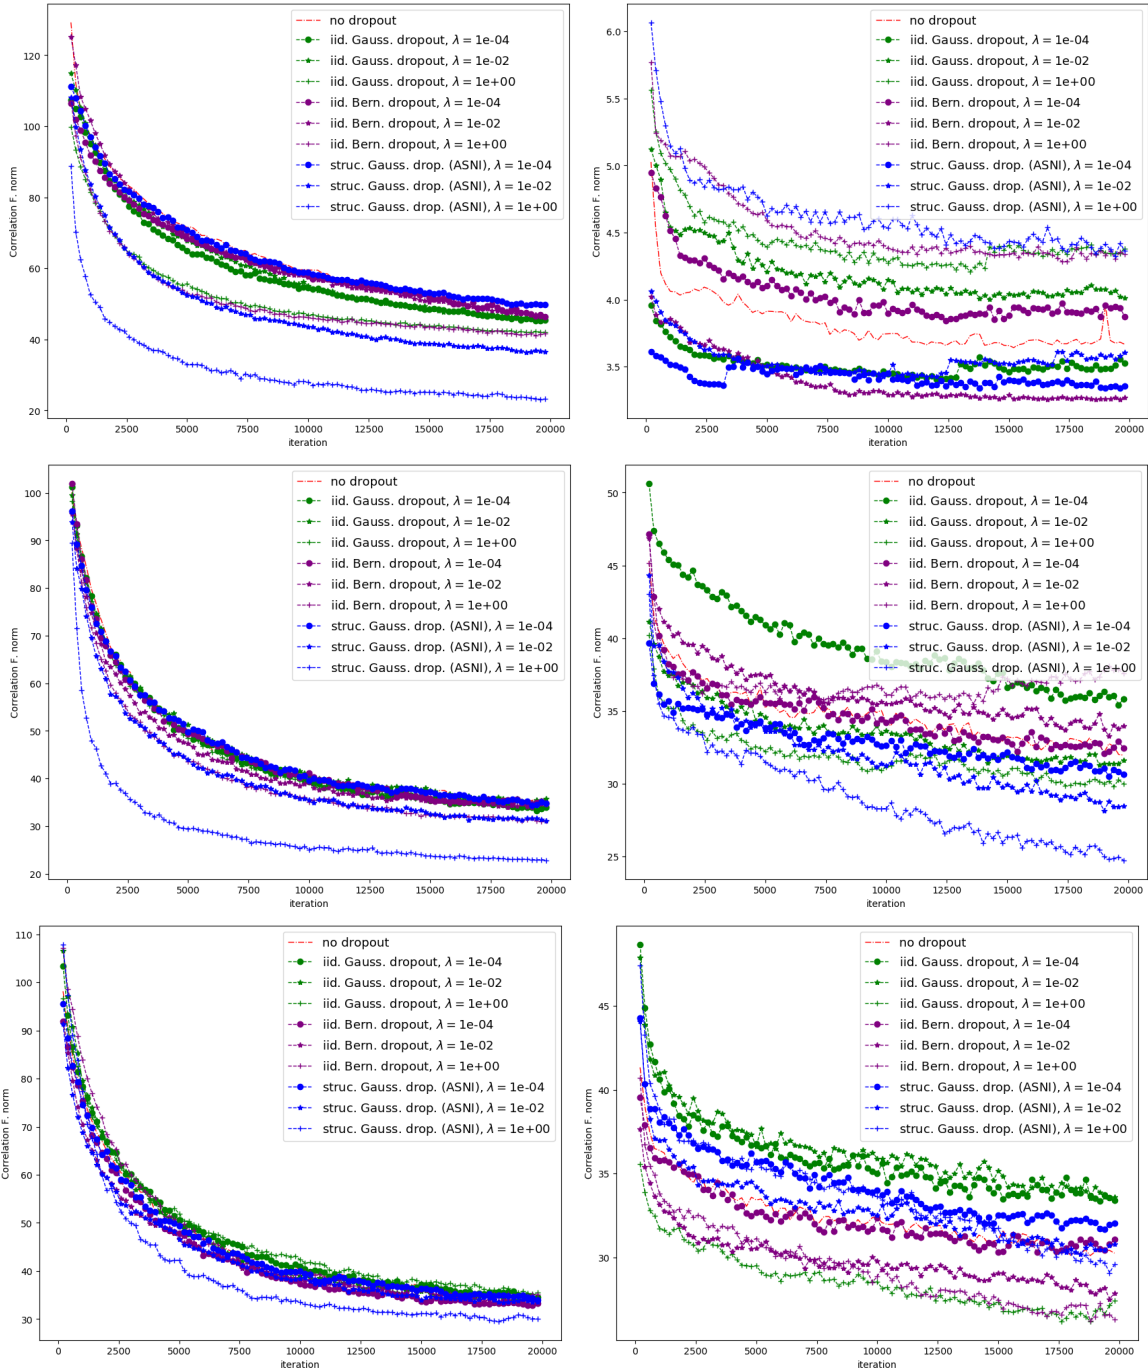 no dropout
iid. Gauss. dropout, λ = 1e-04
iid. Gauss. dropout, λ = 1e-02
iid. Gauss. dropout, λ = 1e+00
iid. Bern. dropout, λ = 1e-04
iid. Bern. dropout, λ = 1e-02
iid. Bern. dropout, λ = 1e+00
struc. Gauss. drop. (ASNI), λ = 1e-04
struc. Gauss. drop. (ASNI), λ = 1e-02
struc. Gauss. drop. (ASNI), λ = 1e+00
120
100
80
60
40
20
Correlation F. norm
0 2500 5000 7500 10000 12500 15000 17500 20000
iteration
no dropout
iid. Gauss. dropout, λ = 1e-04
iid. Gauss. dropout, λ = 1e-02
iid. Gauss. dropout, λ = 1e+00
iid. Bern. dropout, λ = 1e-04
iid. Bern. dropout, λ = 1e-02
iid. Bern. dropout, λ = 1e+00
struc. Gauss. drop. (ASNI), λ = 1e-04
struc. Gauss. drop. (ASNI), λ = 1e-02
struc. Gauss. drop. (ASNI), λ = 1e+00
6.0
5.5
5.0
4.5
4.0
3.5
Correlation F. norm
0 2500 5000 7500 10000 12500 15000 17500 20000
iteration
no dropout
iid. Gauss. dropout, λ = 1e-04
iid. Gauss. dropout, λ = 1e-02
iid. Gauss. dropout, λ = 1e+00
iid. Bern. dropout, λ = 1e-04
iid. Bern. dropout, λ = 1e-02
iid. Bern. dropout, λ = 1e+00
struc. Gauss. drop. (ASNI), λ = 1e-04
struc. Gauss. drop. (ASNI), λ = 1e-02
struc. Gauss. drop. (ASNI), λ = 1e+00
100
90
80
70
60
50
40
30
20
Correlation F. norm
0 2500 5000 7500 10000 12500 15000 17500 20000
iteration
no dropout
iid. Gauss. dropout, λ = 1e-04
iid. Gauss. dropout, λ = 1e-02
iid. Gauss. dropout, λ = 1e+00
iid. Bern. dropout, λ = 1e-04
iid. Bern. dropout, λ = 1e-02
iid. Bern. dropout, λ = 1e+00
struc. Gauss. drop. (ASNI), λ = 1e-04
struc. Gauss. drop. (ASNI), λ = 1e-02
struc. Gauss. drop. (ASNI), λ = 1e+00
50
45
40
35
30
25
Correlation F. norm
0 2500 5000 7500 10000 12500 15000 17500 20000
iteration
no dropout
iid. Gauss. dropout, λ = 1e-04
iid. Gauss. dropout, λ = 1e-02
iid. Gauss. dropout, λ = 1e+00
iid. Bern. dropout, λ = 1e-04
iid. Bern. dropout, λ = 1e-02
iid. Bern. dropout, λ = 1e+00
struc. Gauss. drop. (ASNI), λ = 1e-04
struc. Gauss. drop. (ASNI), λ = 1e-02
struc. Gauss. drop. (ASNI), λ = 1e+00
110
100
90
80
70
60
50
40
30
Correlation F. norm
0 2500 5000 7500 10000 12500 15000 17500 20000
iteration
no dropout
iid. Gauss. dropout, λ = 1e-04
iid. Gauss. dropout, λ = 1e-02
iid. Gauss. dropout, λ = 1e+00
iid. Bern. dropout, λ = 1e-04
iid. Bern. dropout, λ = 1e-02
iid. Bern. dropout, λ = 1e+00
struc. Gauss. drop. (ASNI), λ = 1e-04
struc. Gauss. drop. (ASNI), λ = 1e-02
struc. Gauss. drop. (ASNI), λ = 1e+00
45
40
35
30
Correlation F. norm
0 2500 5000 7500 10000 12500 15000 17500 20000
iteration